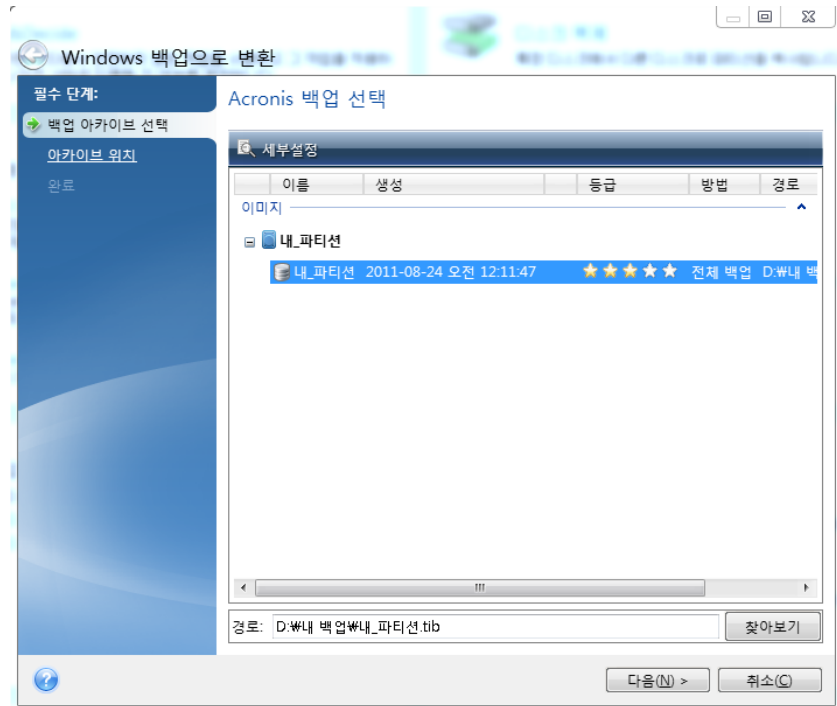 Windows 백업으로 변환
필수 단계:
백업 아카이브 선택
아카이브 위치
완료
Acronis 백업 선택
세부설정
이름 생성 등급 방법 경로
이미지
내_파티션
내_파티션 2011-08-24 오전 12:11:47 전체 백업 D:₩내 백
경로: D:₩내 백업₩내_파티션.tib 찾아보기
다음(N) > 취소(C)